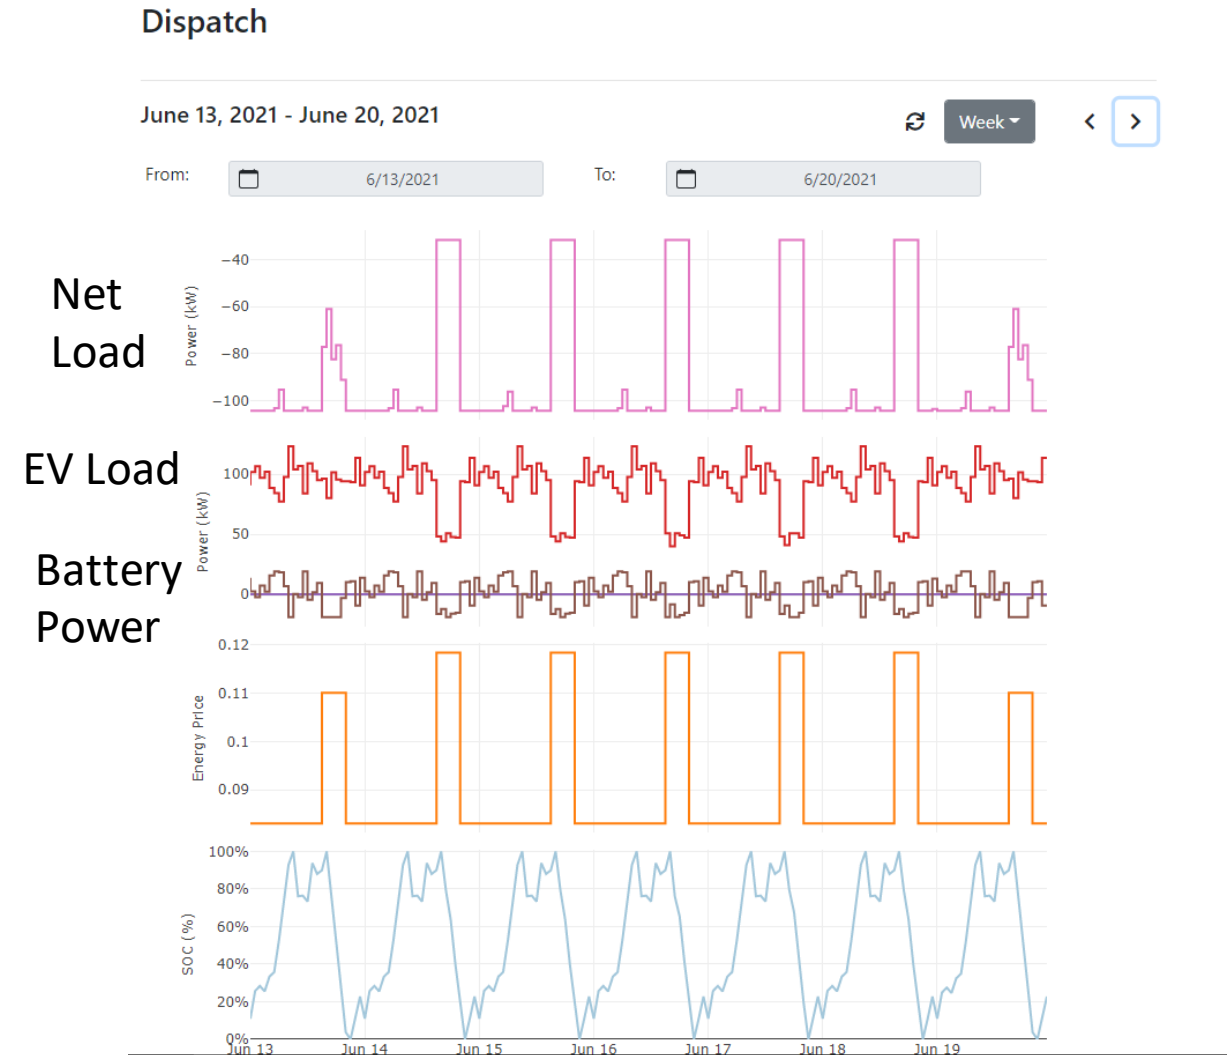 Dispatch
June 13, 2021 - June 20, 2021
Week
From:
6/13/2021
To:
6/20/2021
Net
Load
Power (kW)
−40
−60
−80
−100
EV Load
Battery
Power
Power (kW)
100
50
0
Energy Price
0.12
0.11
0.1
0.09
SOC (%)
100%
80%
60%
40%
20%
0%
Jun 13 Jun 14 Jun 15 Jun 16 Jun 17 Jun 18 Jun 19